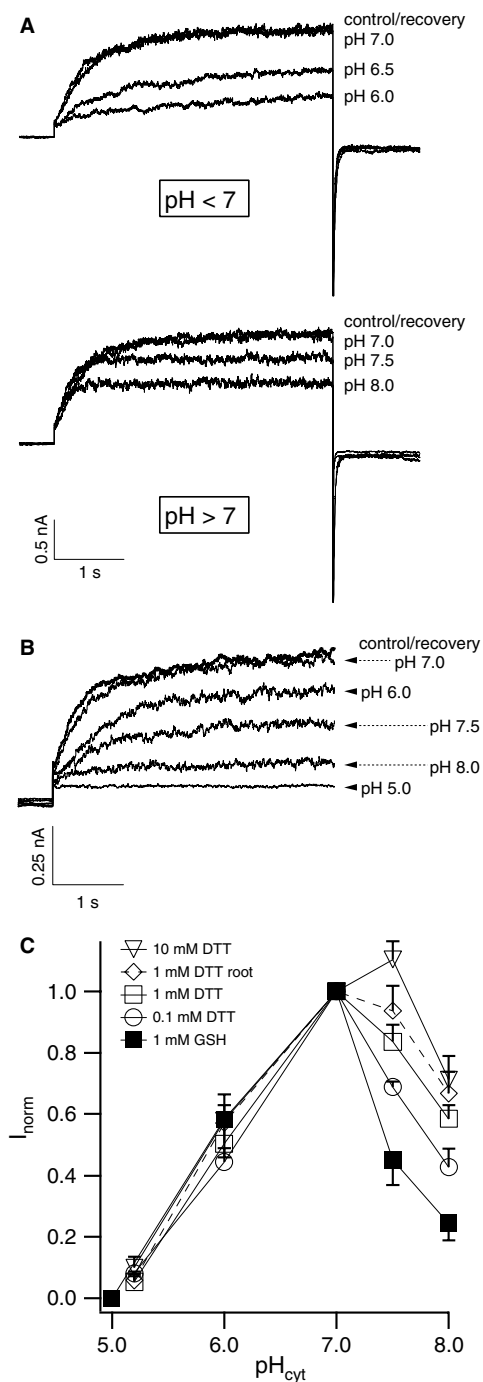 A
control/recovery
pH 7.0
pH 6.5
pH 6.0
pH < 7
control/recovery
pH 7.0
pH 7.5
pH 8.0
pH > 7
0.5 nA
1 s
B
control/recovery
pH 7.0
pH 6.0
pH 7.5
pH 8.0
pH 5.0
0.25 nA
1 s
C
10 mM DTT
1 mM DTT root
1 mM DTT
0.1 mM DTT
1 mM GSH
1.0
0.8
0.6
0.4
0.2
0.0
Inorm
5.0 6.0 7.0 8.0
pHcyt